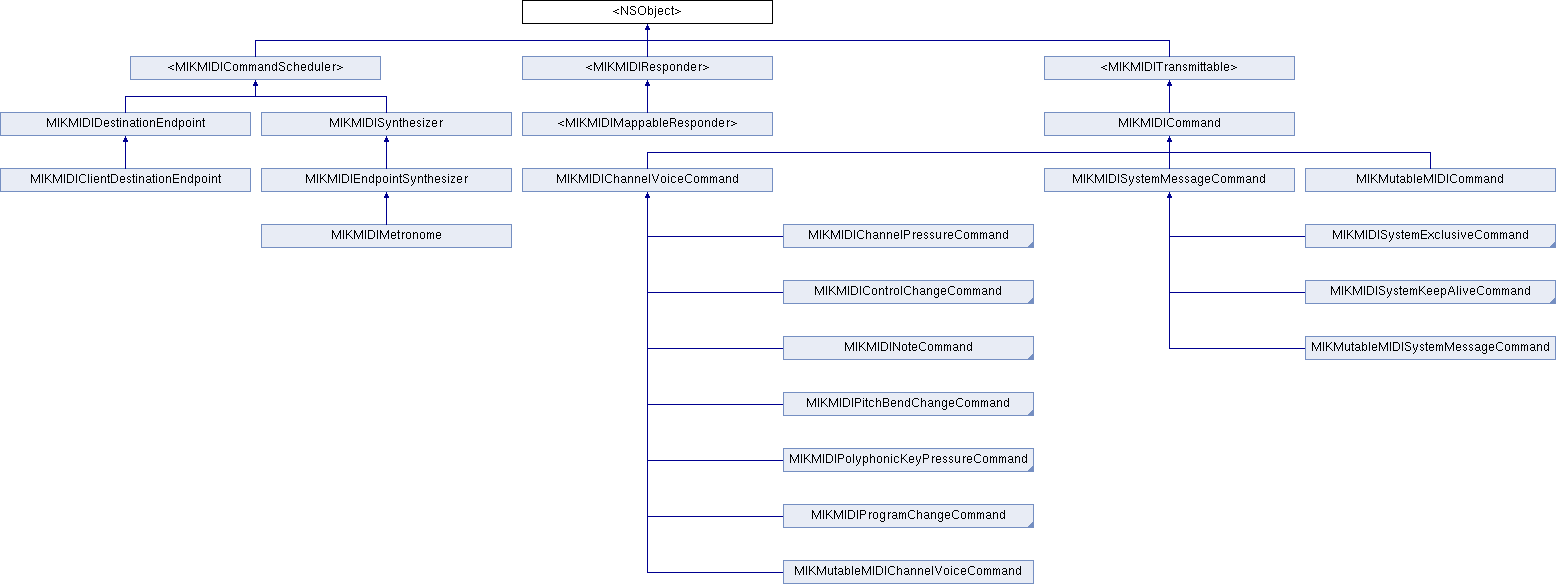 <NSObject>
<MIKMIDICommandScheduler>
<MIKMIDIResponder>
<MIKMIDITransmittable>
MIKMIDIDestinationEndpoint
MIKMIDISynthesizer
<MIKMIDIMappableResponder>
MIKMIDICommand
MIKMIDIClientDestinationEndpoint
MIKMIDIEndpointSynthesizer
MIKMIDIChannelVoiceCommand
MIKMIDISystemMessageCommand
MIKMutableMIDICommand
MIKMIDIMetronome
MIKMIDIChannelPressureCommand
MIKMIDISystemExclusiveCommand
MIKMIDIControlChangeCommand
MIKMIDISystemKeepAliveCommand
MIKMIDINoteCommand
MIKMutableMIDISystemMessageCommand
MIKMIDIPitchBendChangeCommand
MIKMIDIPolyphonicKeyPressureCommand
MIKMIDIProgramChangeCommand
MIKMutableMIDIChannelVoiceCommand